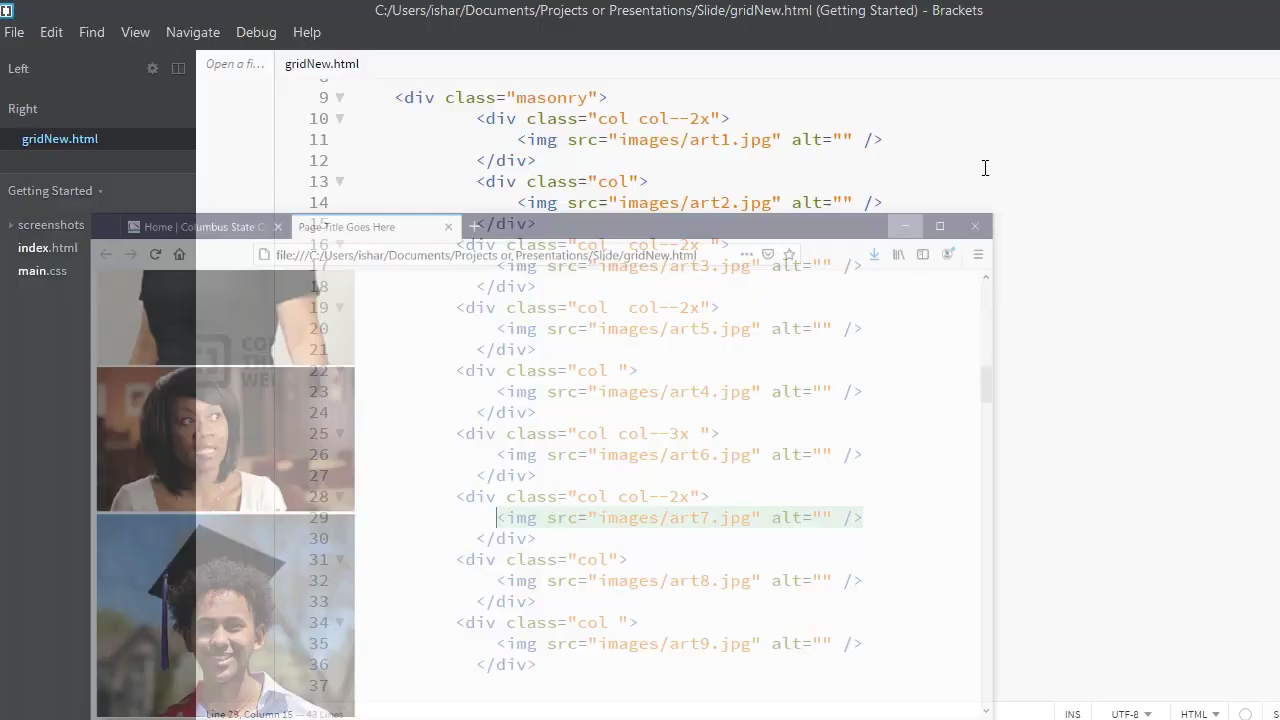 C:/Users/ishar/Documents/Projects or Presentations/Slide/gridNew.html (Getting Started) - Brackets
File Edit Find View Navigate Debug Help
Left
Open a fi...
gridNew.html
Right
gridNew.html
Getting Started
screenshots
index.html
main.css
8
9 <div class="masonry">
10 <div class="col col--2x">
11 <img src="images/art1.jpg" alt="" />
12 </div>
13 <div class="col">
14 <img src="images/art2.jpg" alt="" />
15 </div>
Home | Columbus State C
Page Title Goes Here
16 <div class="col col--2x ">
file:///C:/Users/ishar/Documents/Projects or Presentations/Slide/gridNew.html
17 <img src="images/art3.jpg" alt="" />
18 </div>
19 <div class="col  col--2x">
20 <img src="images/art5.jpg" alt="" />
21 </div>
22 <div class="col ">
23 <img src="images/art4.jpg" alt="" />
24 </div>
25 <div class="col col--3x ">
26 <img src="images/art6.jpg" alt="" />
27 </div>
28 <div class="col col--2x">
29 <img src="images/art7.jpg" alt="" />
30 </div>
31 <div class="col">
32 <img src="images/art8.jpg" alt="" />
33 </div>
34 <div class="col ">
35 <img src="images/art9.jpg" alt="" />
36 </div>
37
Line 29, Column 15 — 43 Lines
INS UTF-8 HTML